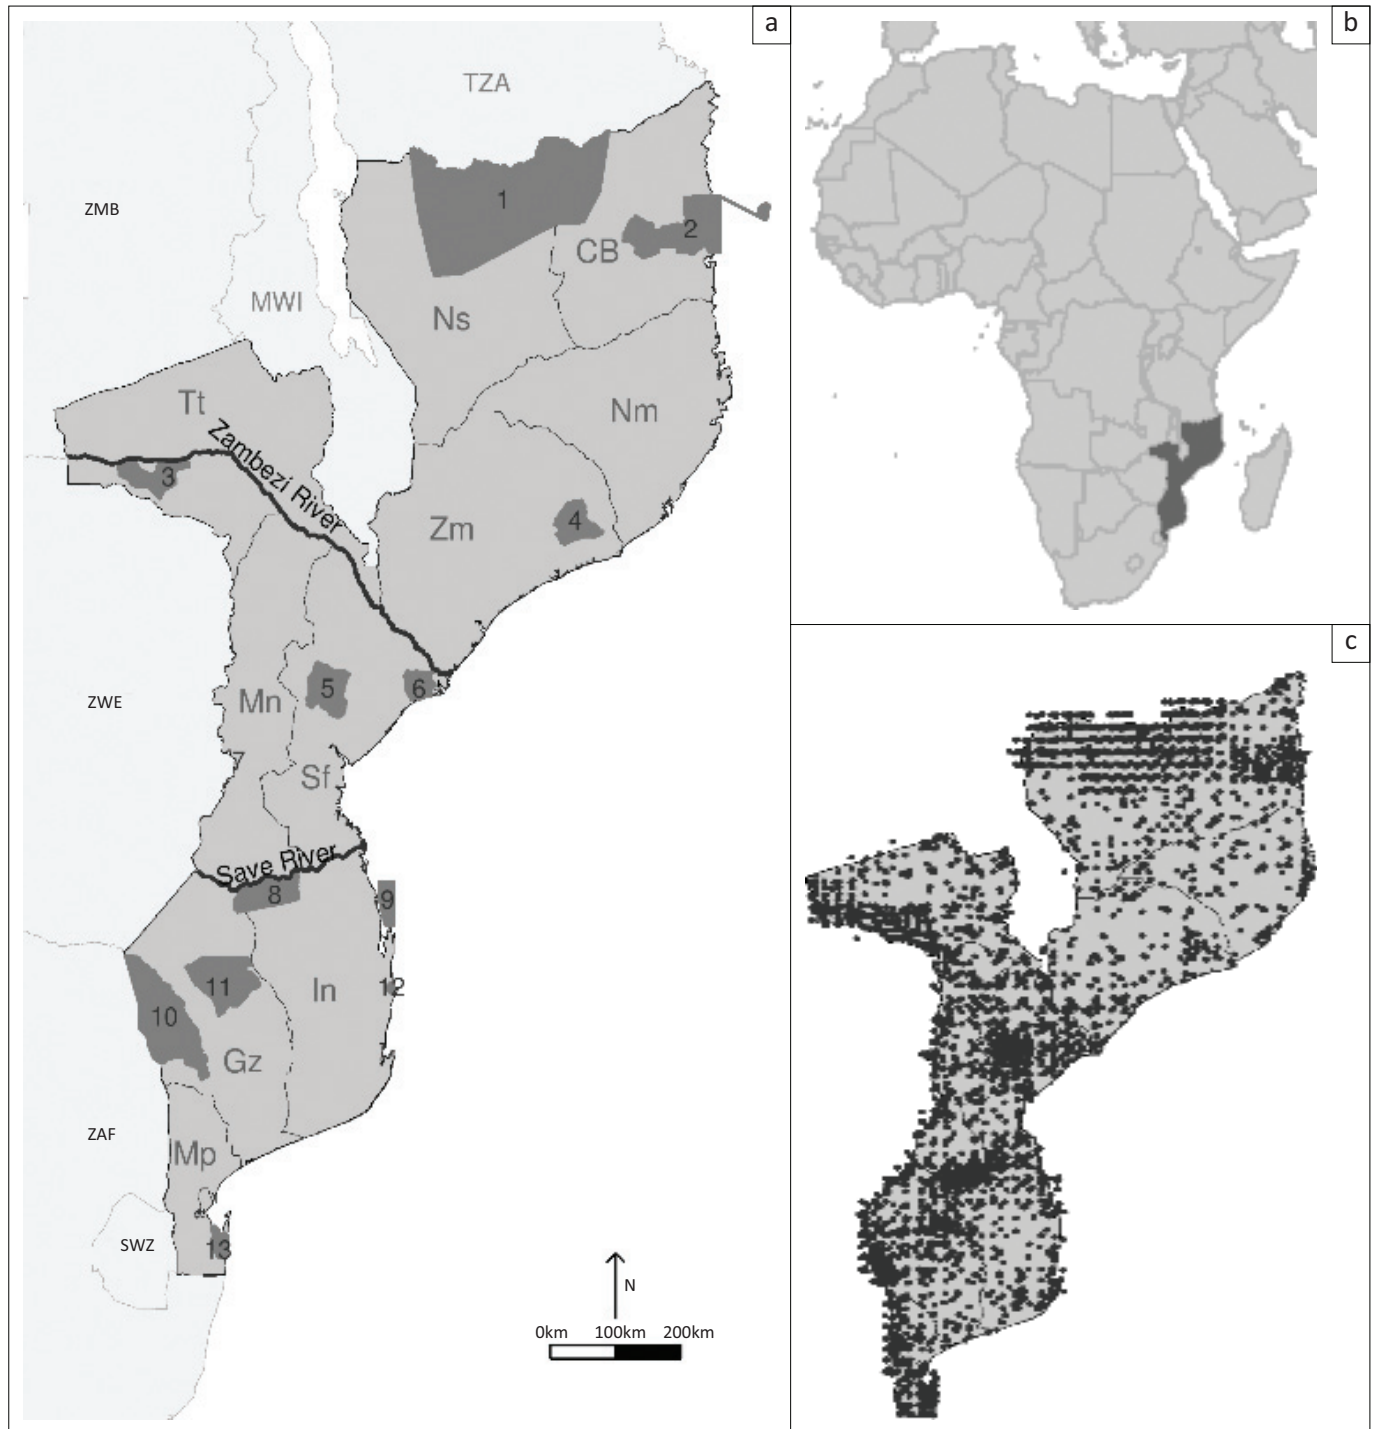 a
TZA
1
ZMB
2
CB
MWI
Ns
Tt
Nm
Zambezi River
3
4
Zm
5
6
Mn
ZWE
7
Sf
Save River
8
9
11
In
12
10
Gz
ZAF
Mp
SWZ
13
N
0km 100km 200km
b
c